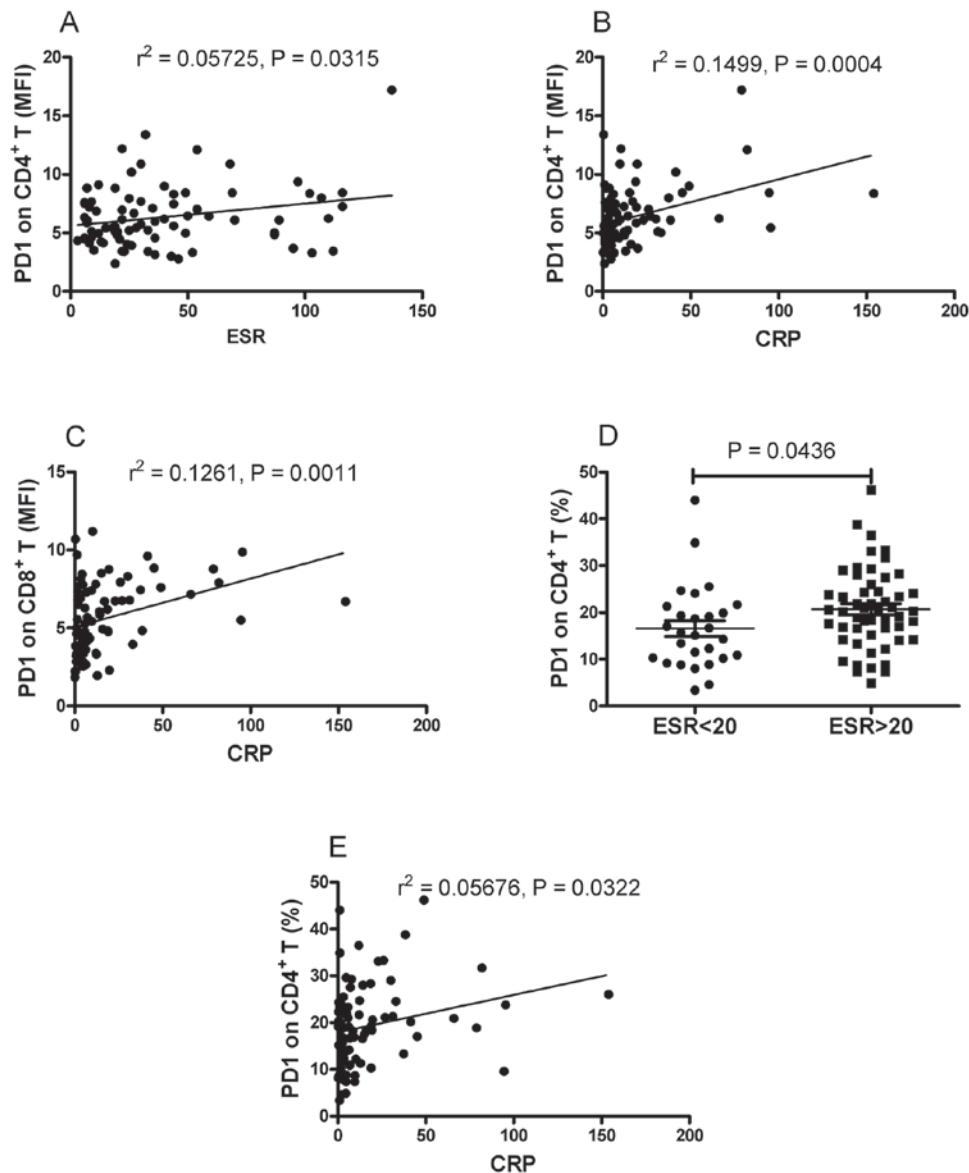 A
r² = 0.05725, P = 0.0315
PD1 on CD4⁺ T (MFI)
20
15
10
5
0
0 50 100 150
ESR
B
r² = 0.1499, P = 0.0004
PD1 on CD4⁺ T (MFI)
20
15
10
5
0
0 50 100 150 200
CRP
C
r² = 0.1261, P = 0.0011
PD1 on CD8⁺ T (MFI)
15
10
5
0
0 50 100 150 200
CRP
D
P = 0.0436
PD1 on CD4⁺ T (%)
50
40
30
20
10
0
ESR<20 ESR>20
E
r² = 0.05676, P = 0.0322
PD1 on CD4⁺ T (%)
50
40
30
20
10
0
0 50 100 150 200
CRP